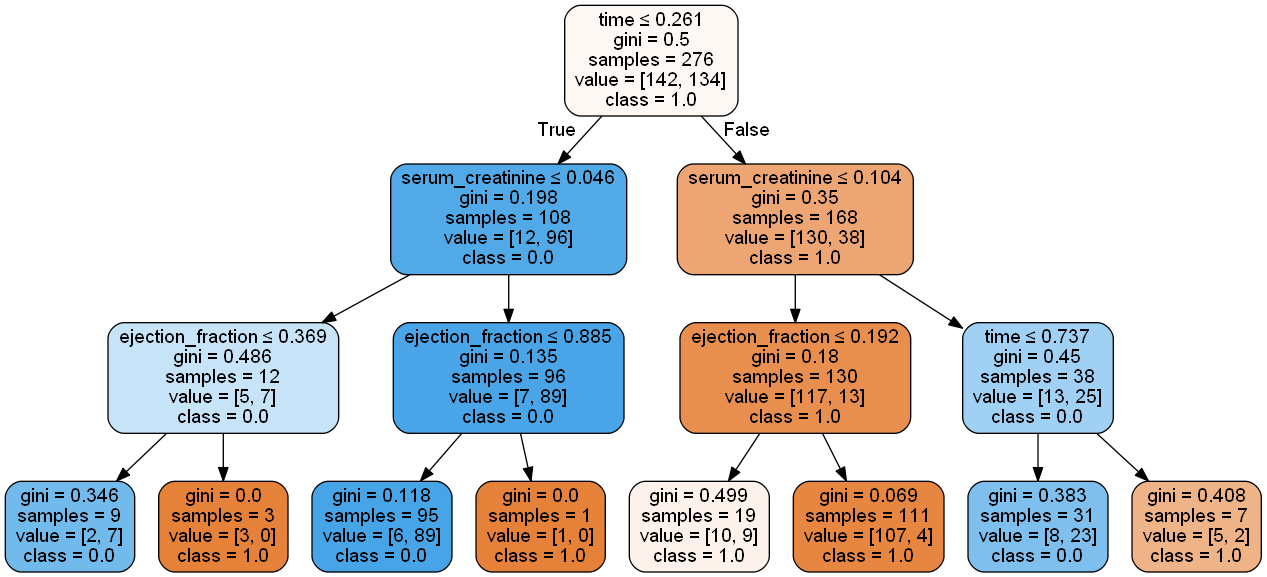 time ≤ 0.261
gini = 0.5
samples = 276
value = [142, 134]
class = 1.0
True
False
serum_creatinine ≤ 0.046
gini = 0.198
samples = 108
value = [12, 96]
class = 0.0
serum_creatinine ≤ 0.104
gini = 0.35
samples = 168
value = [130, 38]
class = 1.0
ejection_fraction ≤ 0.369
gini = 0.486
samples = 12
value = [5, 7]
class = 0.0
ejection_fraction ≤ 0.885
gini = 0.135
samples = 96
value = [7, 89]
class = 0.0
ejection_fraction ≤ 0.192
gini = 0.18
samples = 130
value = [117, 13]
class = 1.0
time ≤ 0.737
gini = 0.45
samples = 38
value = [13, 25]
class = 0.0
gini = 0.346
samples = 9
value = [2, 7]
class = 0.0
gini = 0.0
samples = 3
value = [3, 0]
class = 1.0
gini = 0.118
samples = 95
value = [6, 89]
class = 0.0
gini = 0.0
samples = 1
value = [1, 0]
class = 1.0
gini = 0.499
samples = 19
value = [10, 9]
class = 1.0
gini = 0.069
samples = 111
value = [107, 4]
class = 1.0
gini = 0.383
samples = 31
value = [8, 23]
class = 0.0
gini = 0.408
samples = 7
value = [5, 2]
class = 1.0